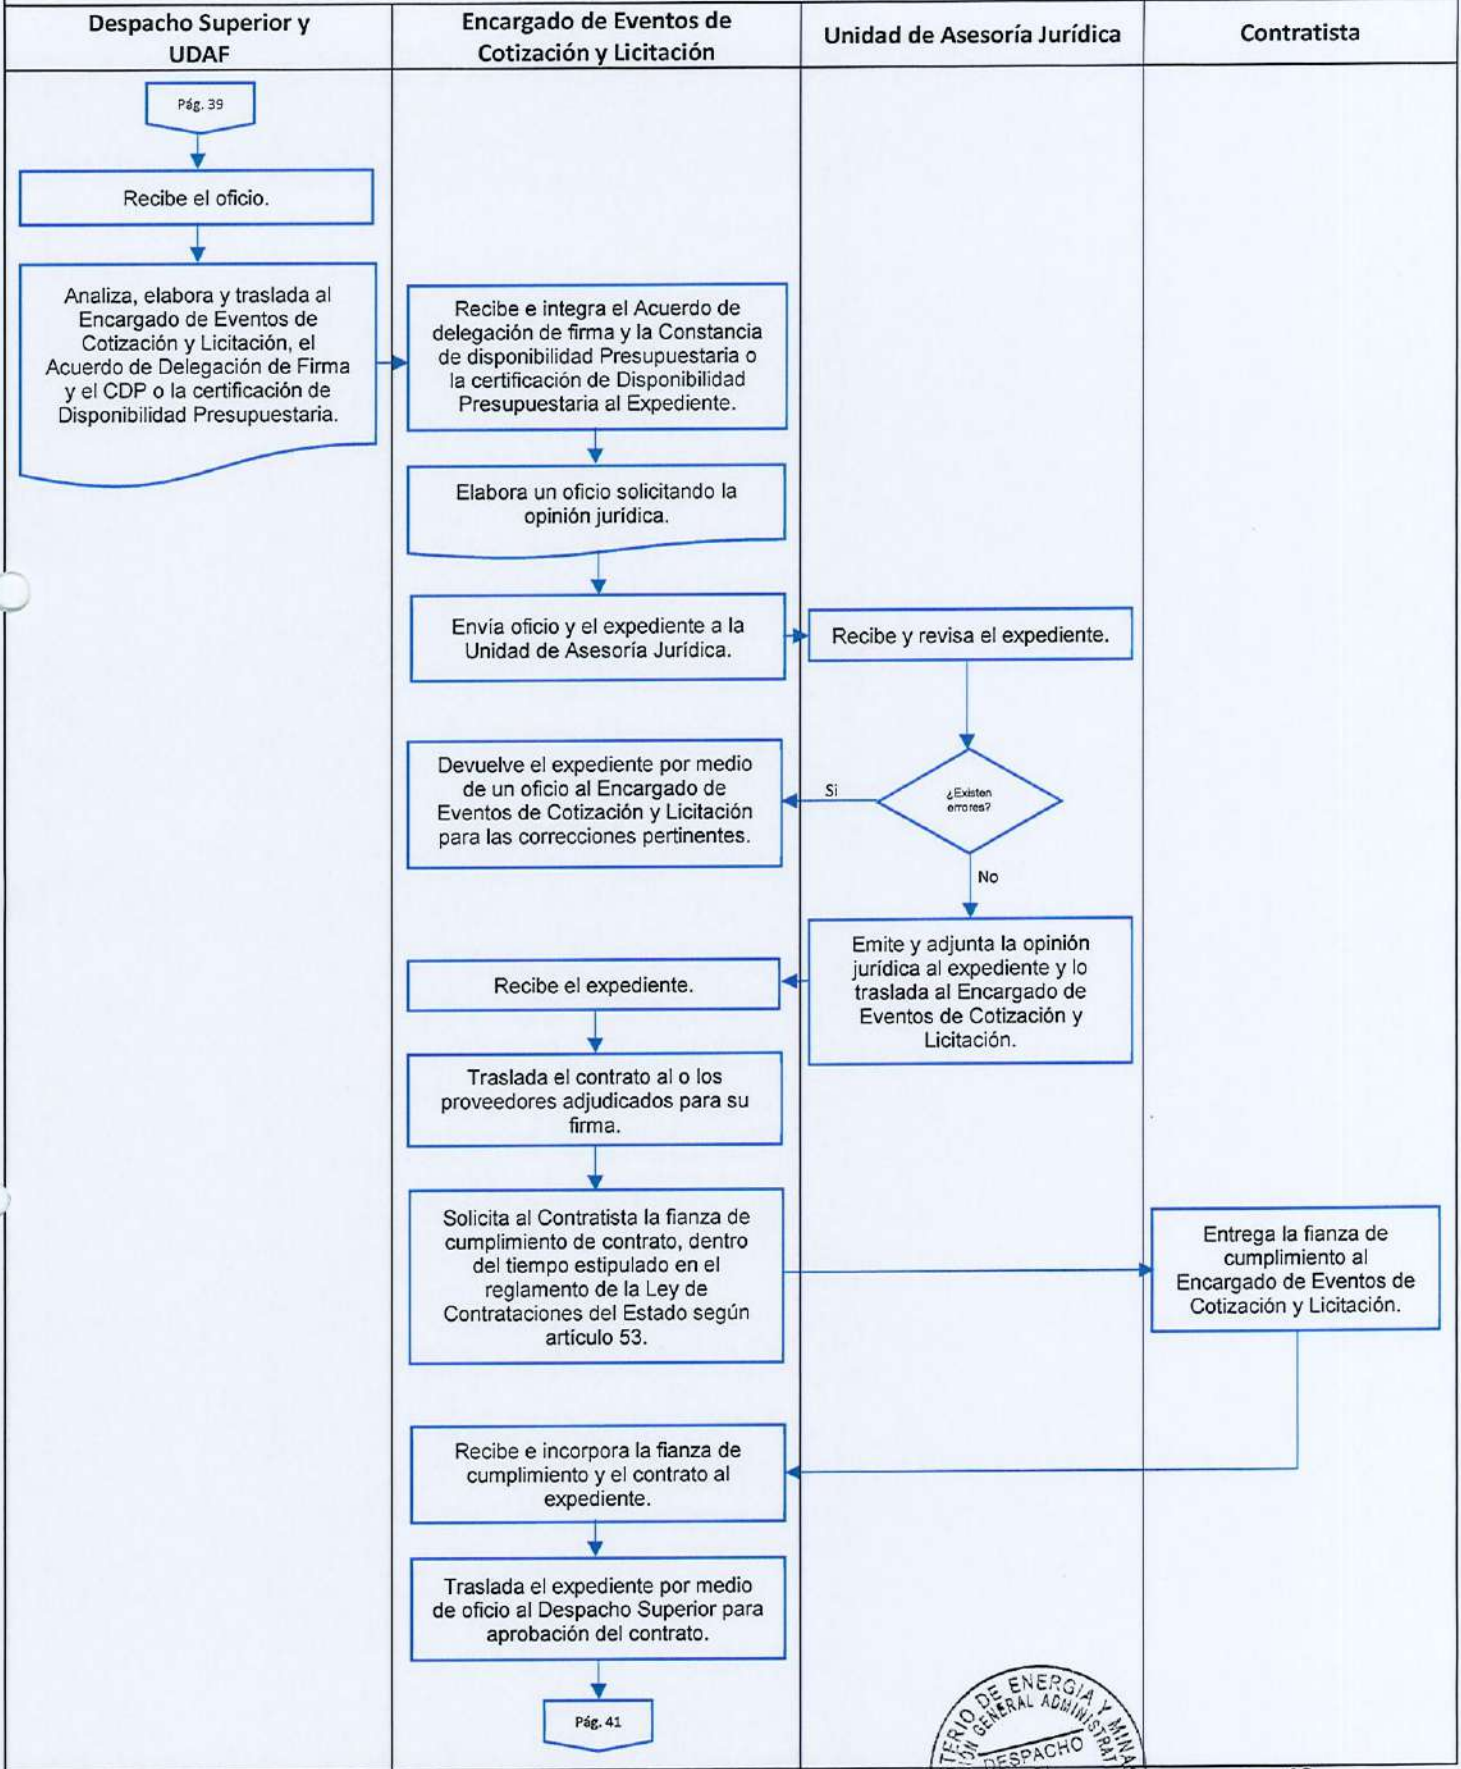 Despacho Superior y
UDAF
Encargado de Eventos de
Cotización y Licitación
Unidad de Asesoría Jurídica
Contratista
Pág. 39
Recibe el oficio.
Analiza, elabora y traslada al
Encargado de Eventos de
Cotización y Licitación, el
Acuerdo de Delegación de Firma
y el CDP o la certificación de
Disponibilidad Presupuestaria.
Recibe e integra el Acuerdo de
delegación de firma y la Constancia
de disponibilidad Presupuestaria o
la certificación de Disponibilidad
Presupuestaria al Expediente.
Elabora un oficio solicitando la
opinión jurídica.
Envía oficio y el expediente a la
Unidad de Asesoría Jurídica.
Recibe y revisa el expediente.
¿Existen
errores?
Si
Devuelve el expediente por medio
de un oficio al Encargado de
Eventos de Cotización y Licitación
para las correcciones pertinentes.
No
Emite y adjunta la opinión
jurídica al expediente y lo
traslada al Encargado de
Eventos de Cotización y
Licitación.
Recibe el expediente.
Traslada el contrato al o los
proveedores adjudicados para su
firma.
Solicita al Contratista la fianza de
cumplimiento de contrato, dentro
del tiempo estipulado en el
reglamento de la Ley de
Contrataciones del Estado según
artículo 53.
Entrega la fianza de
cumplimiento al
Encargado de Eventos de
Cotización y Licitación.
Recibe e incorpora la fianza de
cumplimiento y el contrato al
expediente.
Traslada el expediente por medio
de oficio al Despacho Superior para
aprobación del contrato.
Pág. 41
DE ENERGIA Y
GENERAL
DESPACHO